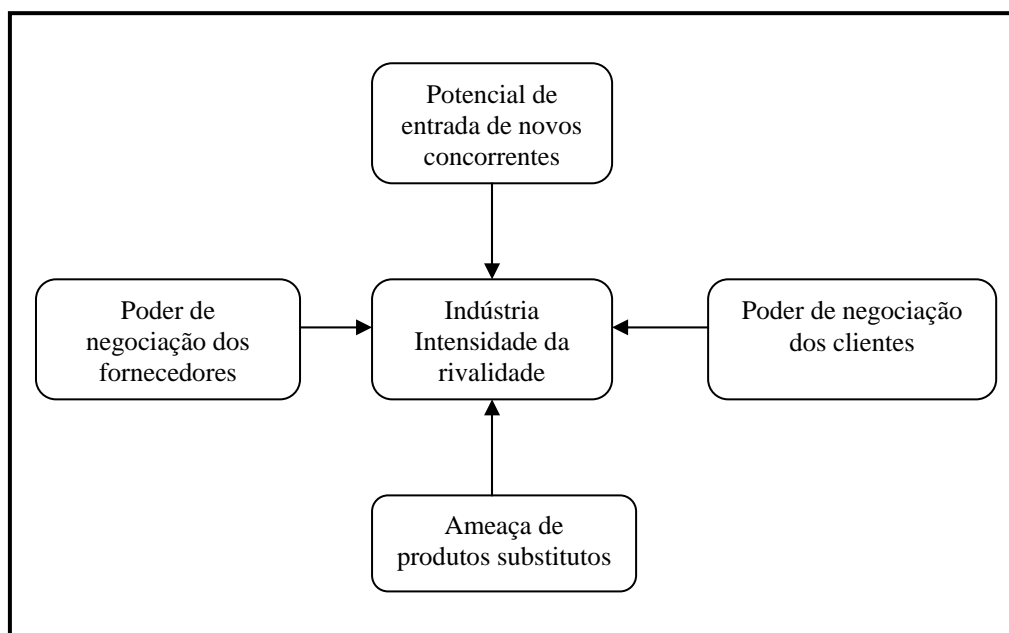 Potencial de
entrada de novos
concorrentes
Poder de
negociação dos
fornecedores
Indústria
Intensidade da
rivalidade
Poder de negociação
dos clientes
Ameaça de
produtos substitutos